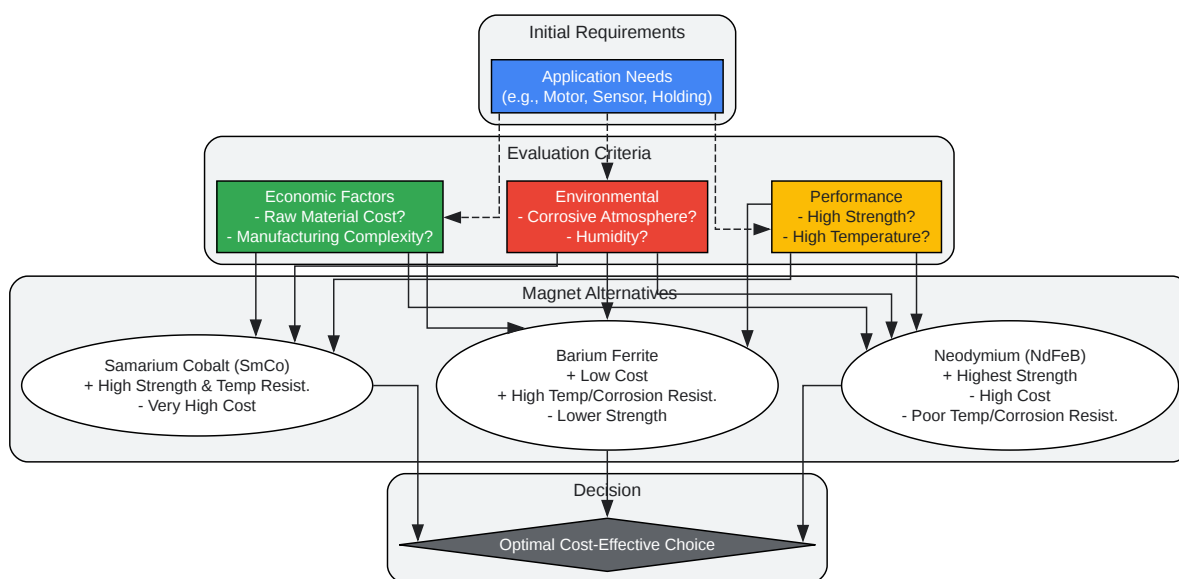 Initial Requirements
Application Needs
(e.g., Motor, Sensor, Holding)
Evaluation Criteria
Economic Factors
- Raw Material Cost?
- Manufacturing Complexity?
Environmental
- Corrosive Atmosphere?
- Humidity?
Performance
- High Strength?
- High Temperature?
Magnet Alternatives
Samarium Cobalt (SmCo)
+ High Strength & Temp Resist.
- Very High Cost
Barium Ferrite
+ Low Cost
+ High Temp/Corrosion Resist.
- Lower Strength
Neodymium (NdFeB)
+ Highest Strength
- High Cost
- Poor Temp/Corrosion Resist.
Decision
Optimal Cost-Effective Choice